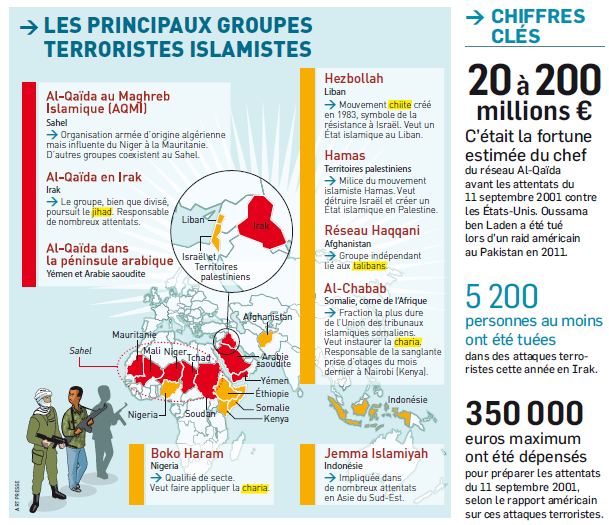 → LES PRINCIPAUX GROUPES
TERRORISTES ISLAMISTES
Al-Qaïda au Maghreb
Islamique (AQMI)
Sahel
→ Organisation armée d'origine algérienne
mais influente du Niger à la Mauritanie.
D'autres groupes coexistent au Sahel.
Al-Qaïda en Irak
Irak
→ Le groupe, bien que divisé,
poursuit le jihad. Responsable
de nombreux attentats.
Al-Qaïda dans
la péninsule arabique
Yémen et Arabie saoudite
Hezbollah
Liban
→ Mouvement chiite créé
en 1983, symbole de la
résistance à Israël. Veut un
État islamique au Liban.
Hamas
Territoires palestiniens
→ Milice du mouvement
islamiste Hamas. Veut
détruire Israël et créer un
État islamique en Palestine.
Réseau Haqqani
Afghanistan
→ Groupe indépendant
lié aux talibans.
Al-Chabab
Somalie, corne de l'Afrique
→ Fraction la plus dure
de l'Union des tribunaux
islamiques somaliens.
Veut instaurer la charia.
Responsable de la sanglante
prise d'otages du mois
dernier à Nairobi (Kenya).
Liban
Irak
Israël et
Territoires
palestiniens
Afghanistan
Mauritanie
Mali
Niger
Tchad
Sahel
Arabie
saoudite
Yémen
Éthiopie
Somalie
Kenya
Nigeria
Soudan
Indonésie
Boko Haram
Nigeria
→ Qualifié de secte.
Veut faire appliquer la charia.
Jemma Islamiyah
Indonésie
→ Impliquée dans
de nombreux attentats
en Asie du Sud-Est.
ART PRESSE
→ CHIFFRES
CLÉS
20 à 200
millions €
C'était la fortune
estimée du chef
du réseau Al-Qaïda
avant les attentats du
11 septembre 2001 contre
les États-Unis. Oussama
ben Laden a été tué
lors d'un raid américain
au Pakistan en 2011.
5 200
personnes au moins
ont été tuées
dans des attaques terro-
ristes cette année en Irak.
350 000
euros maximum
ont été dépensés
pour préparer les attentats
du 11 septembre 2001,
selon le rapport américain
sur ces attaques terroristes.